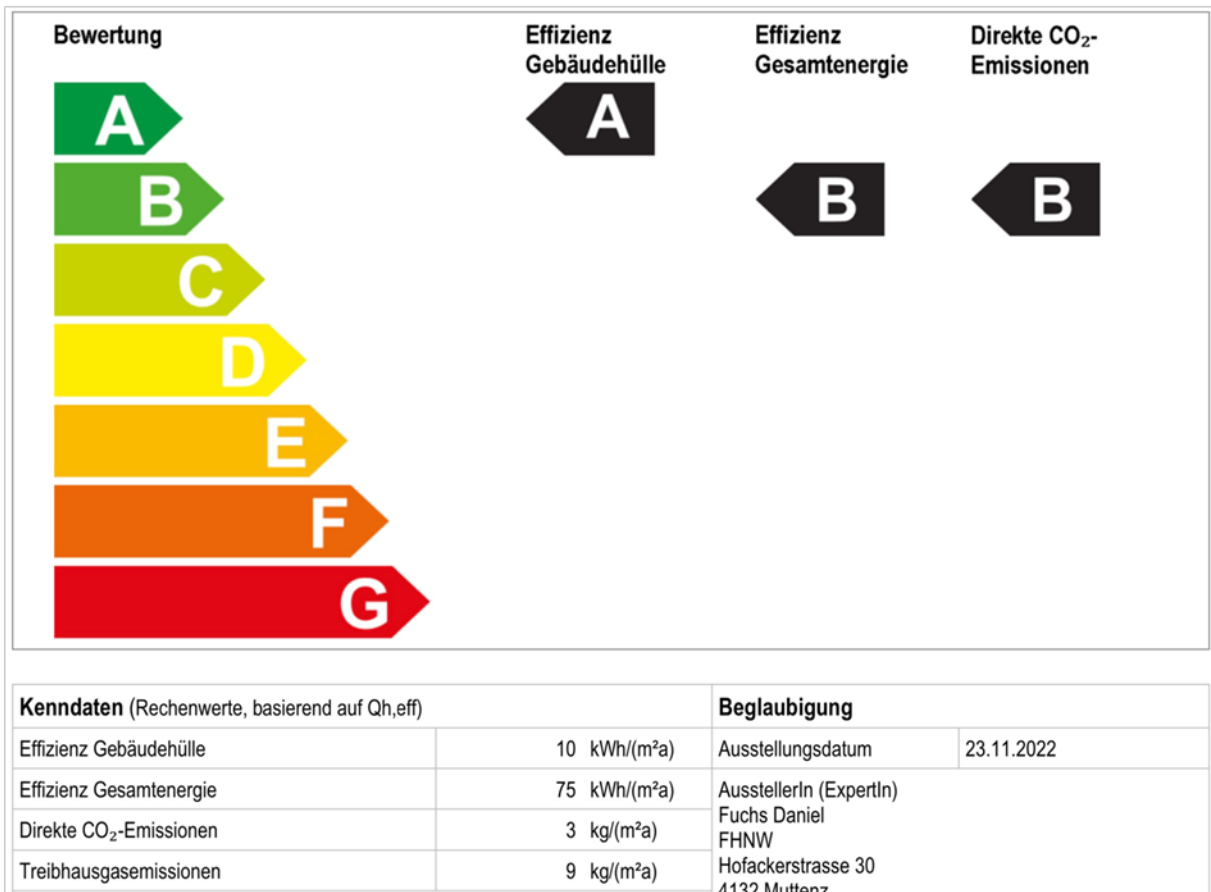 Bewertung
Effizienz Gebäudehülle
Effizienz Gesamtenergie
Direkte CO₂-Emissionen
A
A
B
B
B
C
D
E
F
G
Kenndaten (Rechenwerte, basierend auf Qh,eff)
Effizienz Gebäudehülle 10 kWh/(m²a)
Effizienz Gesamtenergie 75 kWh/(m²a)
Direkte CO₂-Emissionen 3 kg/(m²a)
Treibhausgasemissionen 9 kg/(m²a)
Beglaubigung
Ausstellungsdatum 23.11.2022
AusstellerIn (ExpertIn)
Fuchs Daniel
FHNW
Hofackerstrasse 30
4132 Muttenz